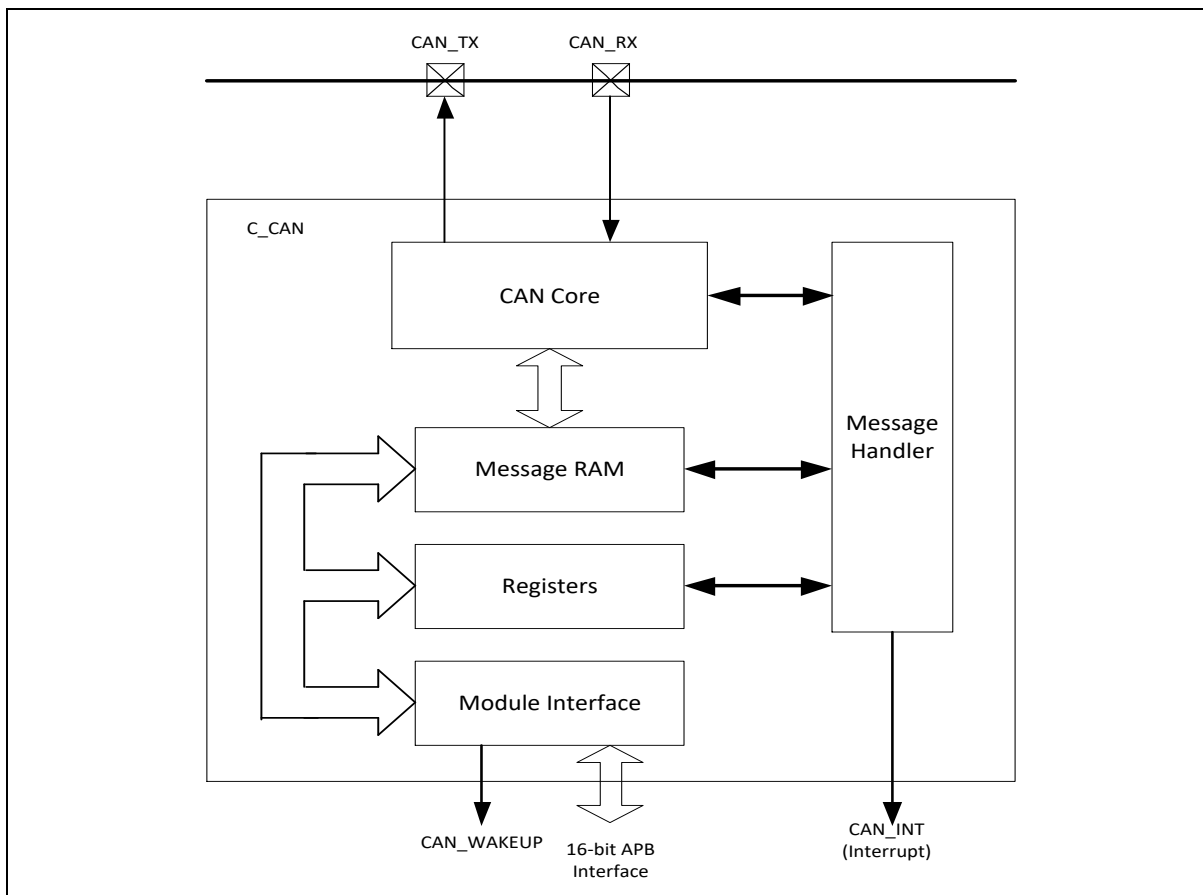 CAN_TX
CAN_RX
C_CAN
CAN Core
Message
Handler
Message RAM
Registers
Module Interface
CAN_WAKEUP
16-bit APB
Interface
CAN_INT
(Interrupt)